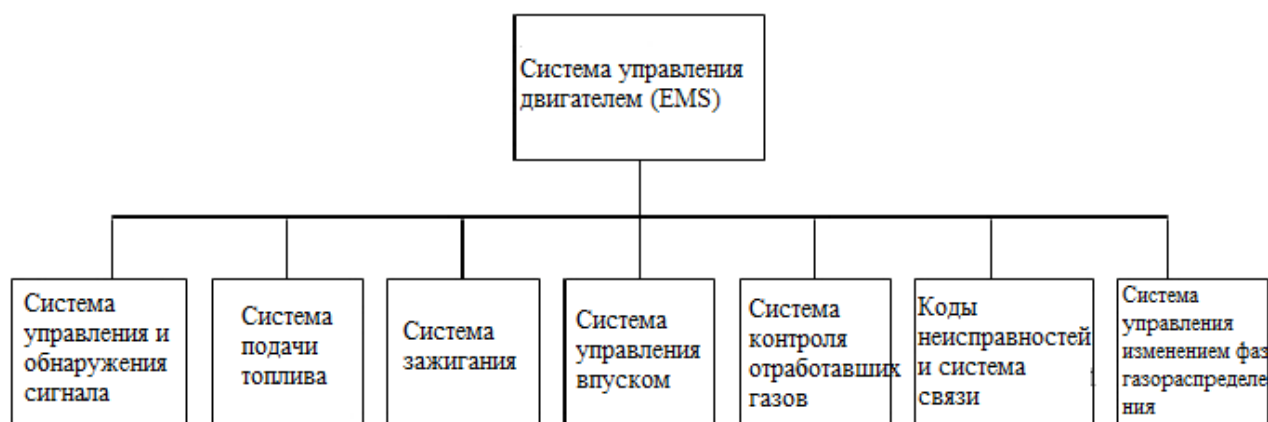 Система управления
двигателем (EMS)
Система
управления и
обнаружения
сигнала
Система
подачи
топлива
Система
зажигания
Система
управления
впуском
Система
контроля
отработавших
газов
Коды
неисправностей
и система
связи
Система
управления
изменением фаз
газораспределе
ния